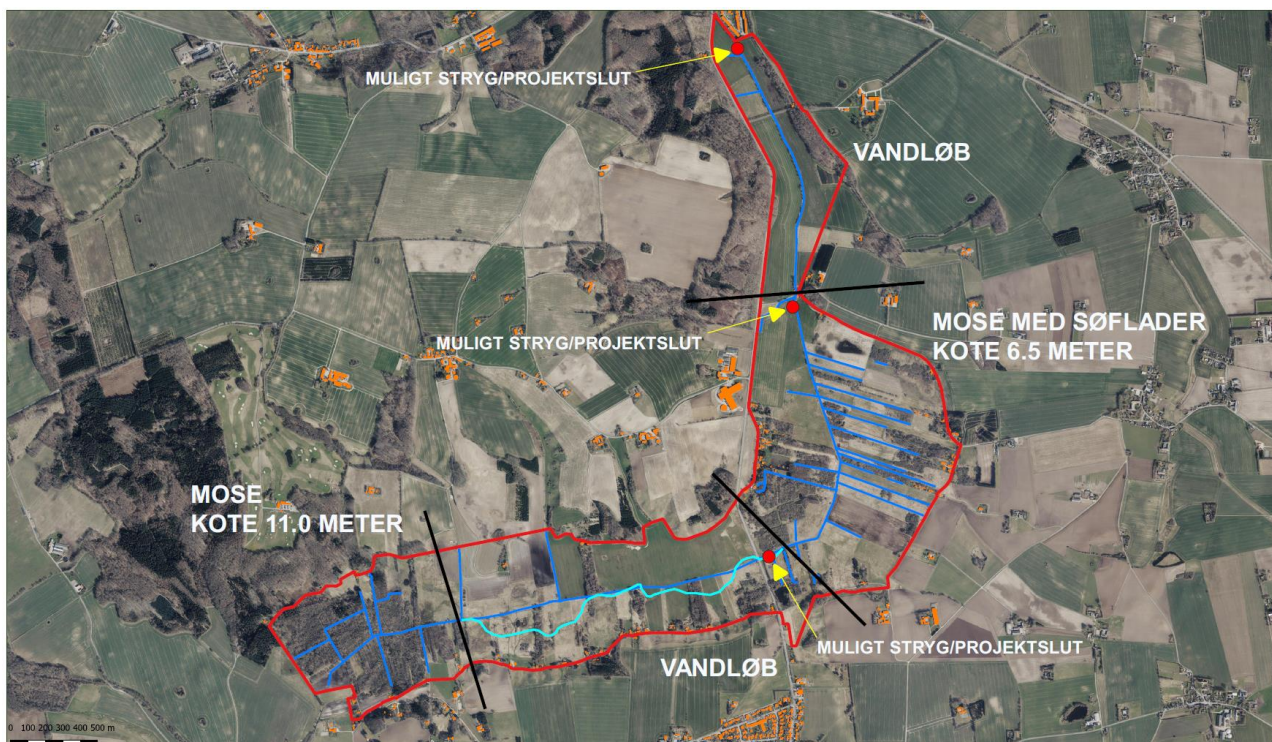 MULIGT STRYG/PROJEKTSLUT
VANDLØB
MULIGT STRYG/PROJEKTSLUT
MOSE MED SØFLADER
KOTE 6.5 METER
MOSE
KOTE 11.0 METER
MULIGT STRYG/PROJEKTSLUT
VANDLØB
0 100 200 300 400 500 m